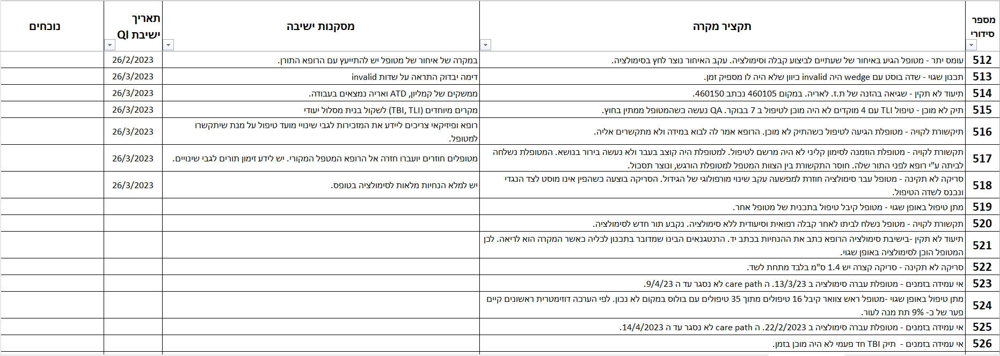 מספר
סידורי
תקציר מקרה
מסקנות ישיבה
תאריך
ישיבת QI
נוכחים
512
עומס יתר - מטופל הגיע באיחור של שעתיים לביצוע קבלה וסימולציה. עקב האיחור נוצר לחץ בסימולציה.
במקרה של איחור של מטופל יש להתייעץ עם הרופא התורן.
26/2/2023
513
תכנון שגוי - שדה בוסט עם wedge היה invalid כיוון שלא היה לו מספיק זמן.
דימה יבדוק התראה על שדות invalid
26/3/2023
514
תיעוד לא תקין - שגיאה בהזנה של ת.ז. לאריה. במקום 460105 נכתב 460150.
ממשקים של קמליון, ATD ואריה נמצאים בעבודה.
26/3/2023
515
תיק לא מוכן - טיפול TLI עם 4 מוקדים לא היה מוכן לטיפול ב 7 בבוקר. QA נעשה כשהמטופל ממתין בחוץ.
מקרים מיוחדים (TBI, TLI) לשקול בנית מסלול יעודי
26/3/2023
516
תיקשורת לקויה - מטופלת הגיעה לטיפול כשהתיק לא מוכן. הרופא אמר לה לבוא במידה ולא מתקשרים אליה.
רופא ופיזיקאי צריכים ליידע את המזכירות לגבי שינויי מועד טיפול על מנת שיתקשרו
למטופל.
26/3/2023
517
תקשורת לקויה - מטופלת הוזמנה לסימון קליני לא היה מרשם לטיפול. למטופלת היה קוצב בעבר ולא נעשה בירור בנושא. המטופלת נשלחה
לביתה ע"י רופא לפני התור שלה. חוסר התקשורת בין הצוות המטפל למטופלת הורגש, ונוצר תסכול.
מטופלים חוזרים יועברו חזרה אל הרופא המטפל המקורי. יש לידע זימון תורים לגבי שינויים.
26/3/2023
518
סריקה לא תקינה - מטופל עבר סימולציה חוזרת למפשעה עקב שינוי מורפולוגי של הגידול. הסריקה בוצעה כשהפין אינו מוסט לצד הנגדי
ונכנס לשדה הטיפול.
יש למלא הנחיות מלאות לסימולציה בטופס.
26/3/2023
519
מתן טיפול באופן שגוי - מטופל קיבל טיפול בתכנית של מטופל אחר.
520
תקשורת לקויה - מטופל נשלח לביתו לאחר קבלה רפואית וסיעודית ללא סימולציה. נקבע תור חדש לסימולציה.
521
תיעוד לא תקין -בישיבת סימולציה הרופא כתב את ההנחיות בכתב יד. הרנטגנאים הבינו שמדובר בתכנון לכליה כאשר המקרה הוא לריאה. לכן
המטופל הוכן לסימולציה באופן שגוי.
522
סריקה לא תקינה - סריקה קצרה יש 1.4 ס"מ בלבד מתחת לשד.
523
אי עמידה בזמנים - מטופלת עברה סימולציה ב 13/3/23. ה care path לא נסגר עד ה 9/4/23.
524
מתן טיפול באופן שגוי -מטופל ראש צוואר קיבל 16 טיפולים מתוך 35 טיפולים עם בולוס במקום לא נכון. לפי הערכה דוזימטרית ראשונים קיים
פער של כ- 9% תת מנה לעור.
525
אי עמידה בזמנים - מטופלת עברה סימולציה ב 22/2/2023. ה care path לא נסגר עד ה 14/4/2023.
526
אי עמידה בזמנים -  תיק TBI חד פעמי לא היה מוכן בזמן.